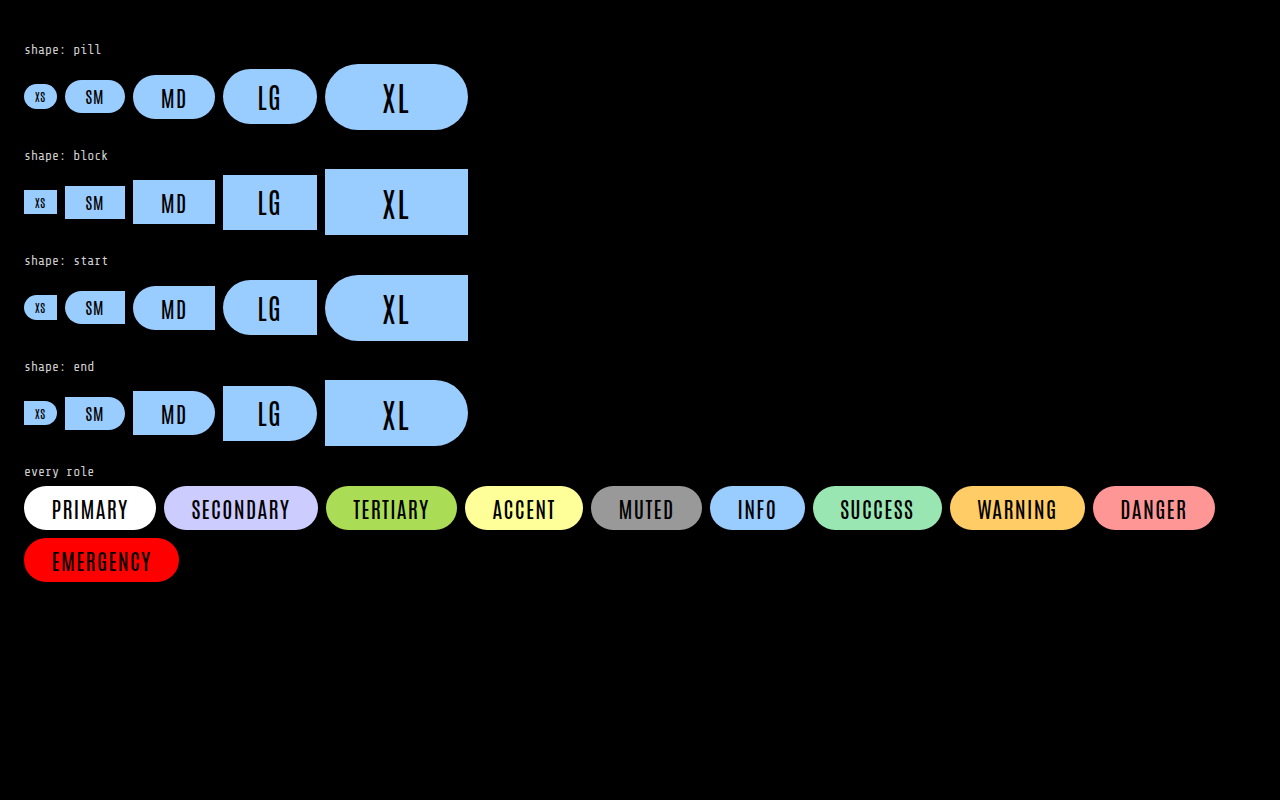 shape: pill
XS SM MD LG XL
shape: block
XS SM MD LG XL
shape: start
XS SM MD LG XL
shape: end
XS SM MD LG XL
every role
PRIMARY SECONDARY TERTIARY ACCENT MUTED INFO SUCCESS WARNING DANGER
EMERGENCY